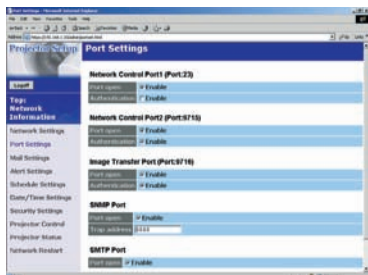 Projector Setup
Port Settings
Logoff
Top:
Network
Information
Network Settings
Port Settings
Mail Settings
Alert Settings
Schedule Settings
Date/Time Settings
Security Settings
Projector Control
Projector Status
Network Restart
Network Control Port1 (Port:23)
Port open Enable
Authentication Enable
Network Control Port2 (Port:9715)
Port open Enable
Authentication Enable
Image Transfer Port (Port:9716)
Port open Enable
Authentication Enable
SNMP Port
Port open Enable
Trap address
SMTP Port
Port open Enable